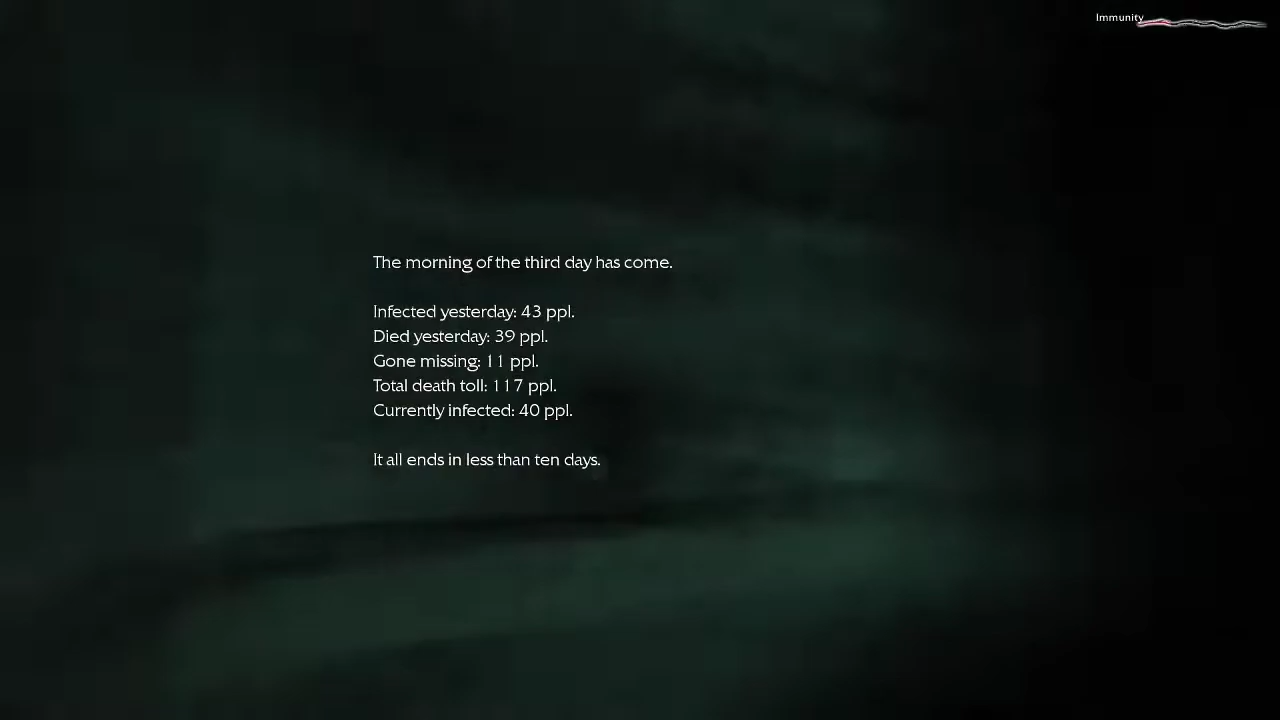 Immunity
The morning of the third day has come.
Infected yesterday: 43 ppl.
Died yesterday: 39 ppl.
Gone missing: 11 ppl.
Total death toll: 117 ppl.
Currently infected: 40 ppl.
It all ends in less than ten days.